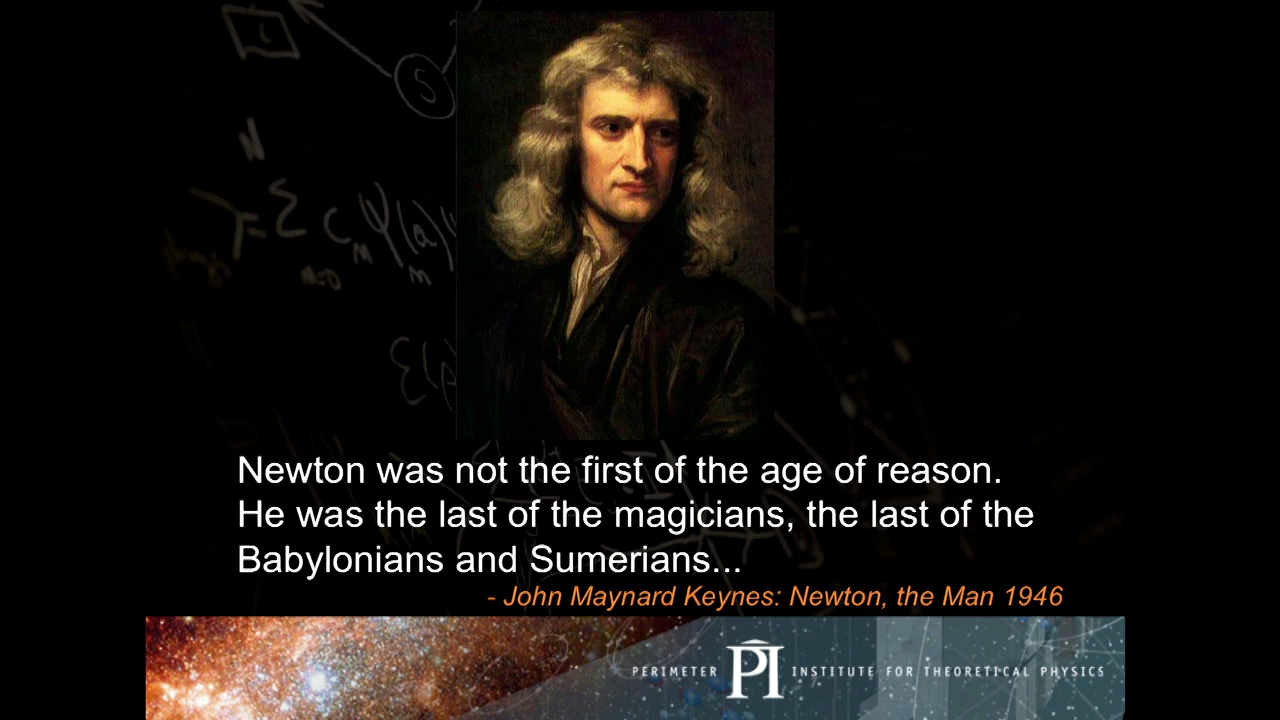 S
N
Newton was not the first of the age of reason.
He was the last of the magicians, the last of the
Babylonians and Sumerians...
- John Maynard Keynes: Newton, the Man 1946
PERIMETER PI INSTITUTE FOR THEORETICAL PHYSICS